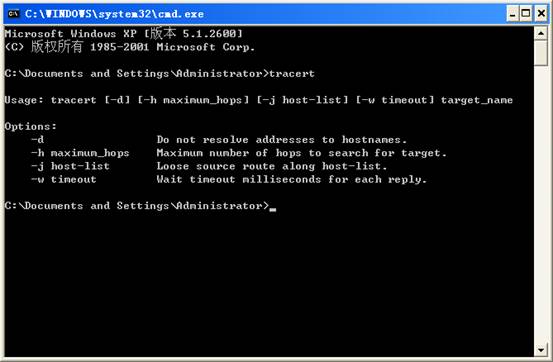 C:\WINDOWS\system32\cmd.exe
Microsoft Windows XP [版本 5.1.2600]
(C) 版权所有 1985-2001 Microsoft Corp.
C:\Documents and Settings\Administrator>tracert
Usage: tracert [-d] [-h maximum_hops] [-j host-list] [-w timeout] target_name
Options:
    -d                 Do not resolve addresses to hostnames.
    -h maximum_hops    Maximum number of hops to search for target.
    -j host-list       Loose source route along host-list.
    -w timeout         Wait timeout milliseconds for each reply.
C:\Documents and Settings\Administrator>_